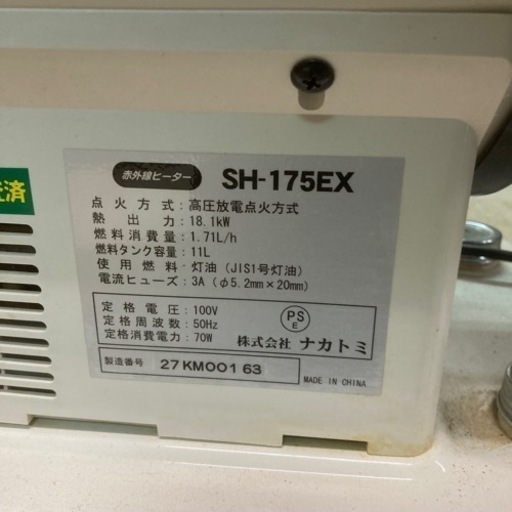 赤外線ヒーター SH-175EX
点火方式:高圧放電点火方式
熱出力:18.1kW
燃料消費量:1.71L/h
燃料タンク容量:11L
使用燃料:灯油(JIS1号灯油)
電流ヒューズ:3A(φ5.2mm×20mm)
定格電圧:100V
定格周波数:50Hz
定格消費電力:70W
PS
E
株式会社 ナカトミ
製造番号 27KM00163
MADE IN CHINA
済